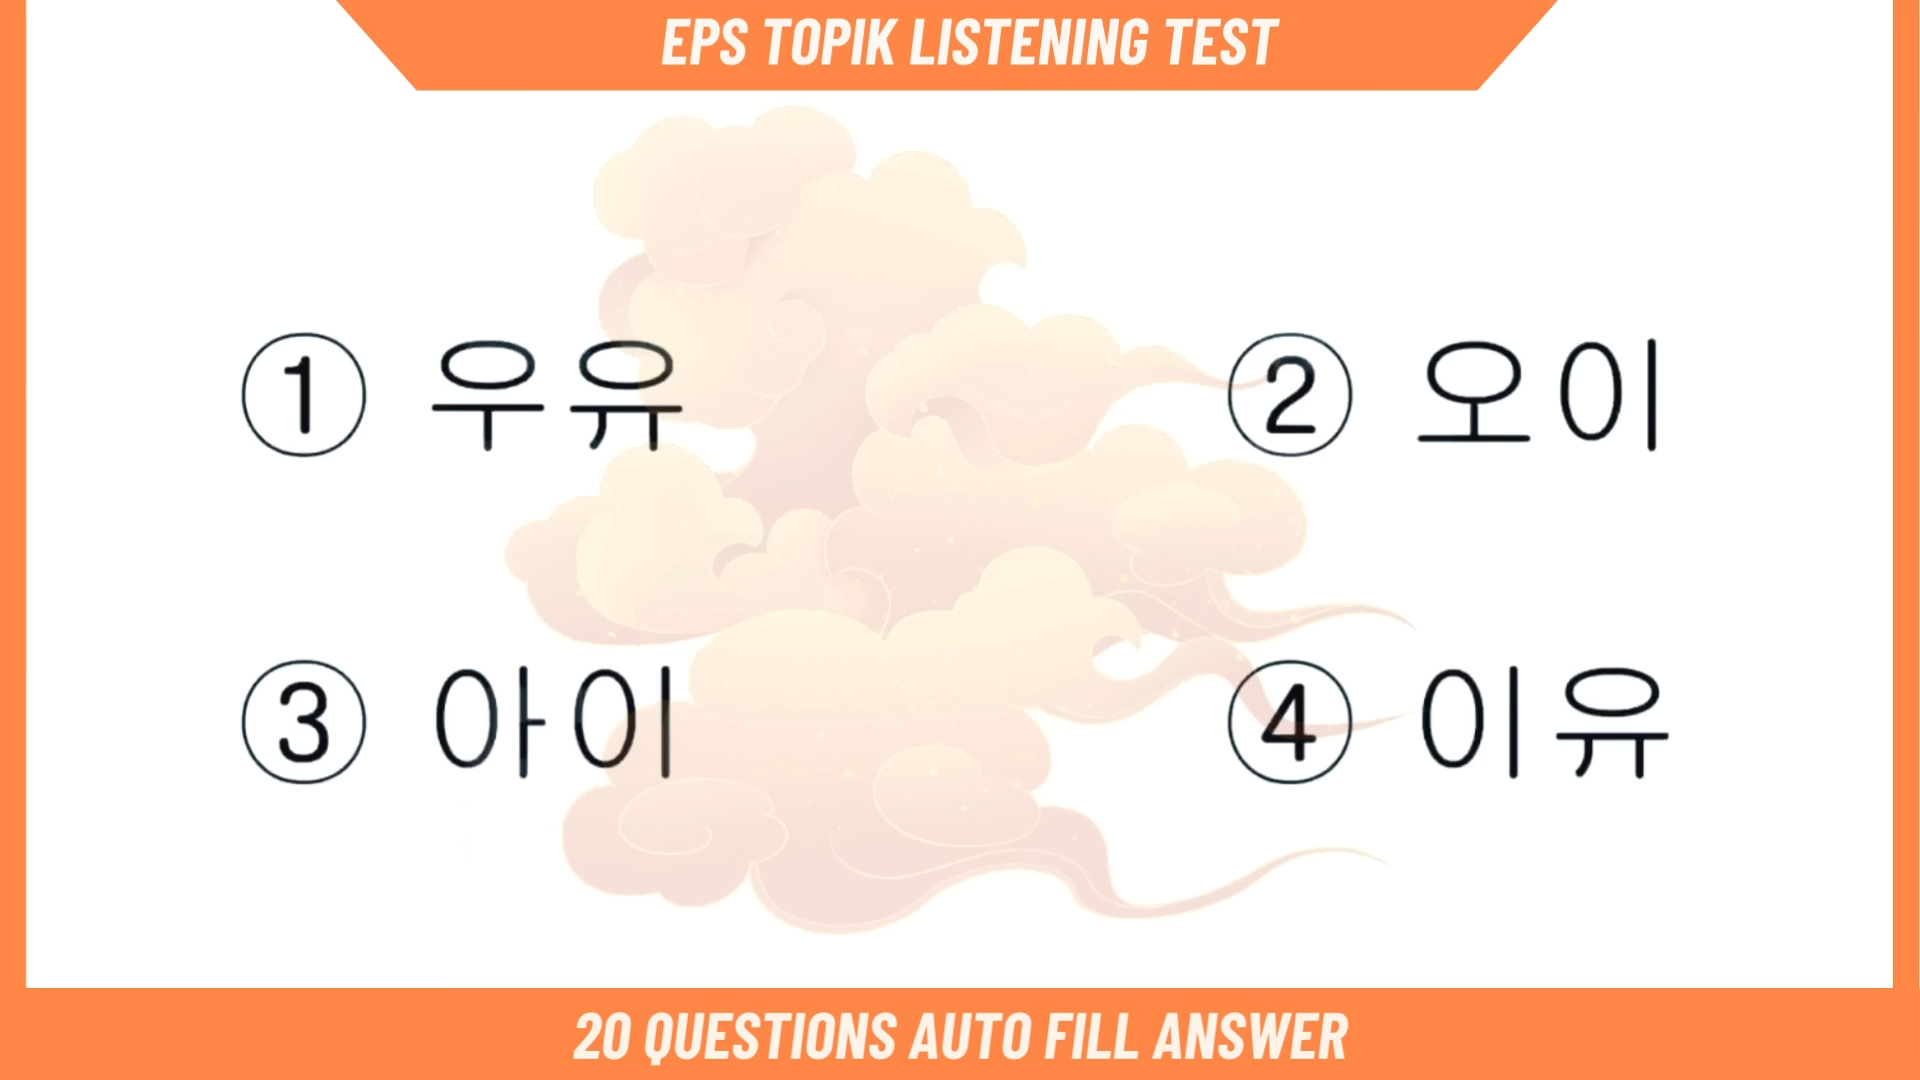 EPS TOPIK LISTENING TEST
① 우유 ② 오이
③ 아이 ④ 이유
20 QUESTIONS AUTO FILL ANSWER